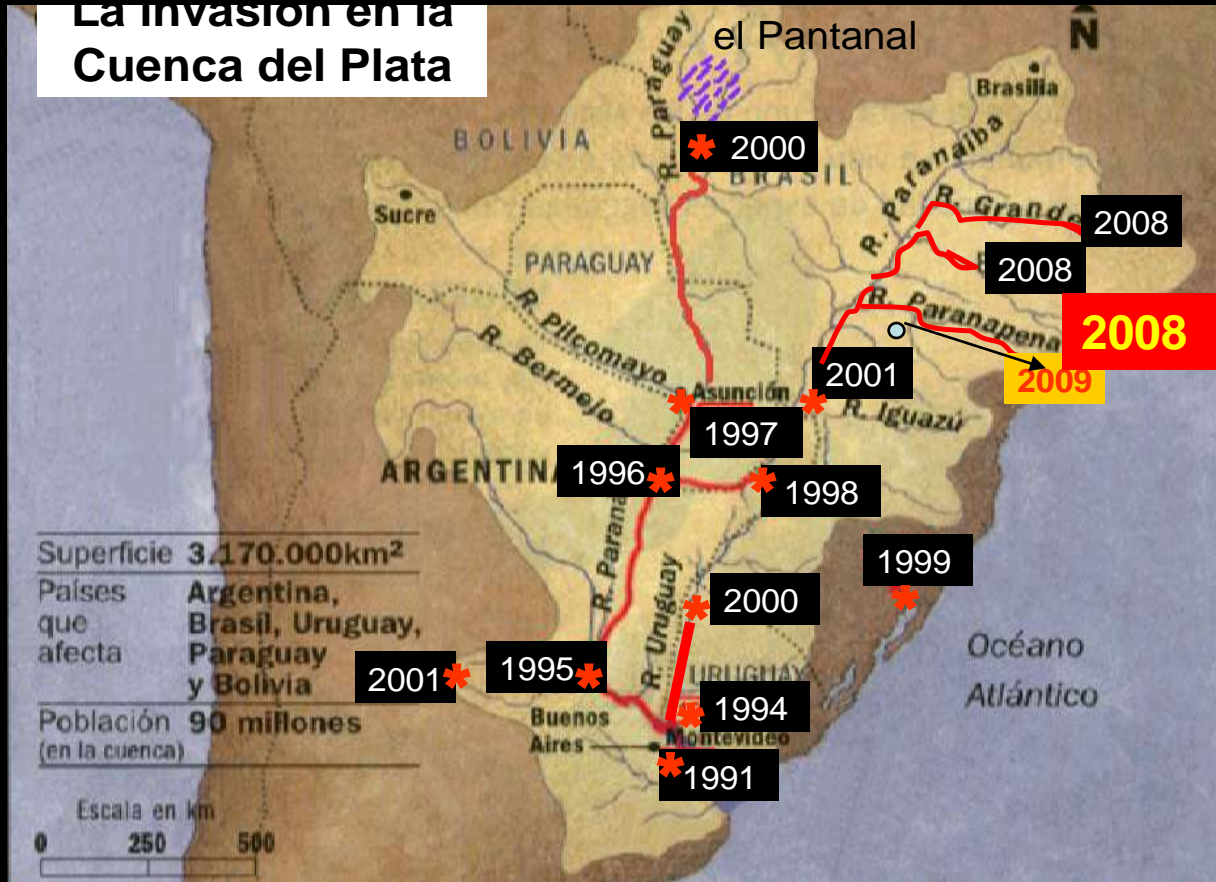 La invasión en la
Cuenca del Plata
el Pantanal
N
Brasilia
R. Paraguay
BOLIVIA
2000
BRASIL
R. Paranaiba
Sucre
R. Grande
2008
PARAGUAY
2008
R. Pilcomayo
R. Paranapena
2008
R. Bermejo
2009
2001
Asunción
R. Iguazú
1997
ARGENTINA
1996
1998
R. Parana
Superficie 3.170.000km²
1999
Países que afecta
Argentina, Brasil, Uruguay, Paraguay y Bolivia
R. Uruguay
2000
Océano
Atlántico
2001
1995
URUGUAY
Población 90 millones
(en la cuenca)
Buenos
Aires
1994
Montevideo
1991
Escala en km
0 250 500